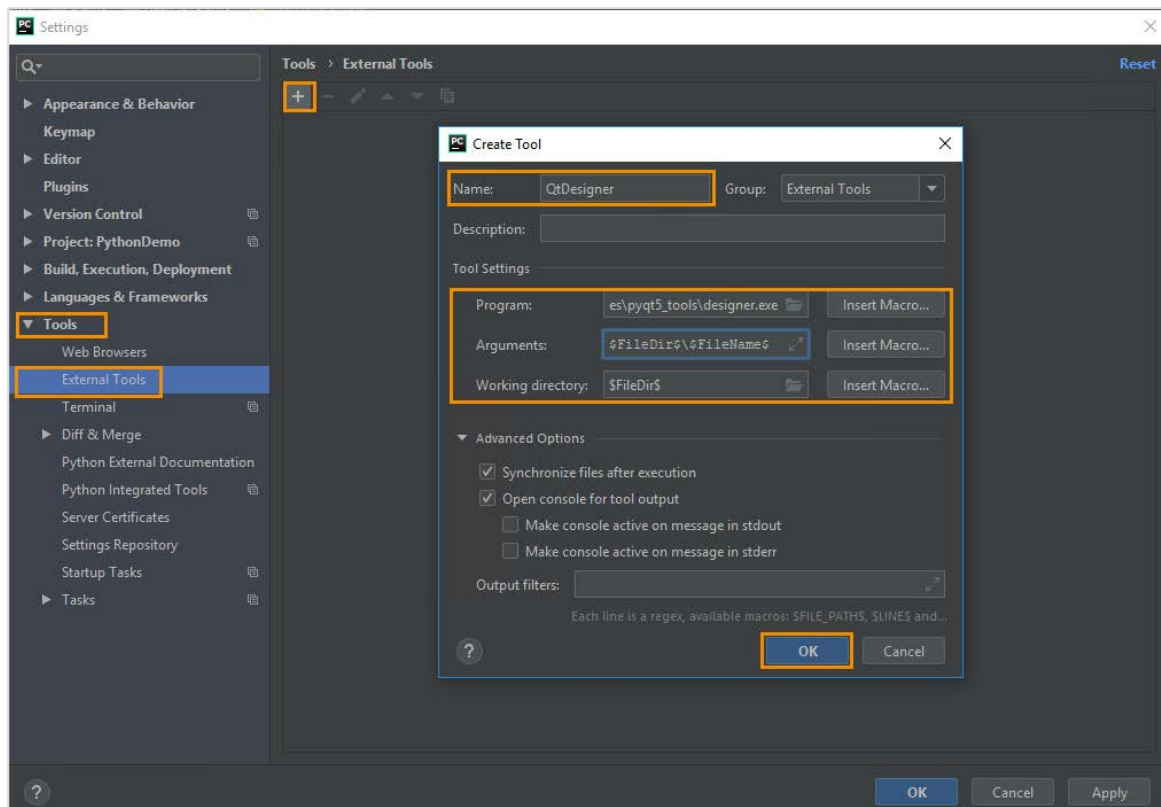 PC Settings
Tools › External Tools
Reset
Appearance & Behavior
Keymap
Editor
Plugins
Version Control
Project: PythonDemo
Build, Execution, Deployment
Languages & Frameworks
Tools
Web Browsers
External Tools
Terminal
Diff & Merge
Python External Documentation
Python Integrated Tools
Server Certificates
Settings Repository
Startup Tasks
Tasks
PC Create Tool
Name: QtDesigner Group: External Tools
Description:
Tool Settings
Program: es\pyqt5_tools\designer.exe Insert Macro...
Arguments: $FileDir$\$FileName$ Insert Macro...
Working directory: $FileDir$ Insert Macro...
Advanced Options
Synchronize files after execution
Open console for tool output
Make console active on message in stdout
Make console active on message in stderr
Output filters:
Each line is a regex, available macros: $FILE_PATH$, $LINE$ and...
? OK Cancel
? OK Cancel Apply